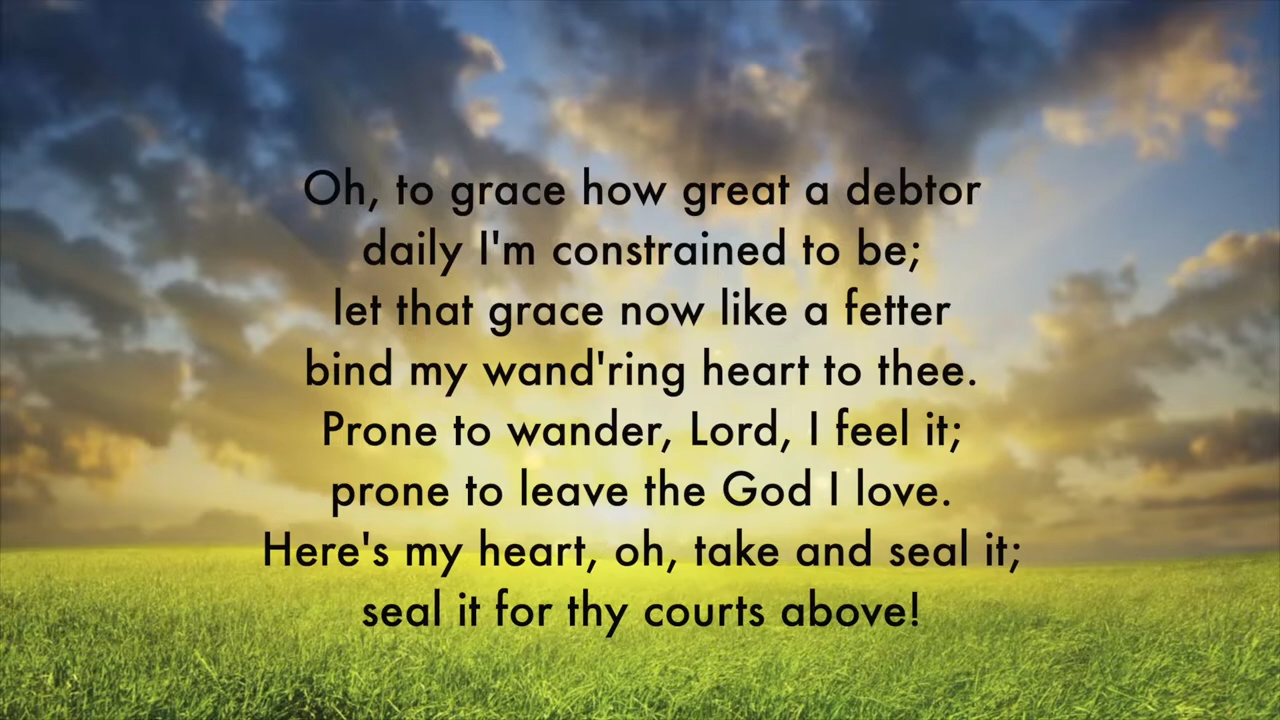 Oh, to grace how great a debtor
daily I'm constrained to be;
let that grace now like a fetter
bind my wand'ring heart to thee.
Prone to wander, Lord, I feel it;
prone to leave the God I love.
Here's my heart, oh, take and seal it;
seal it for thy courts above!